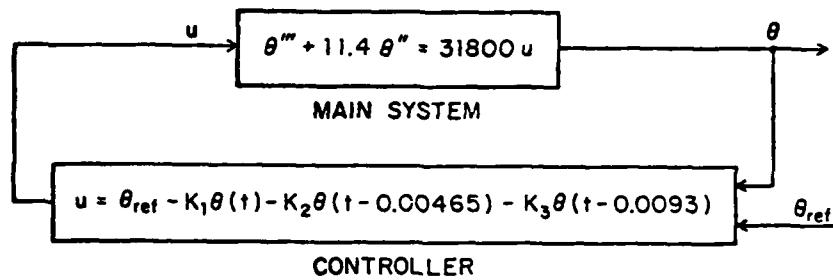 u
θ
θ''' + 11.4 θ'' = 31800 u
MAIN SYSTEM
u = θref - K1θ(t) - K2θ(t - 0.00465) - K3θ(t - 0.0093)
θref
CONTROLLER